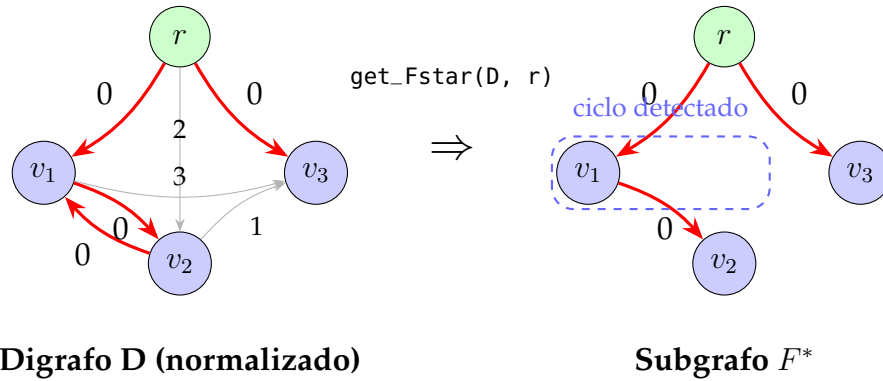 r
r
get_Fstar(D, r)
0
0
0
0
ciclo detectado
2
⇒
v₁
3
v₃
v₁
v₃
0
1
0
0
v₂
v₂
Digrafo D (normalizado)
Subgrafo F*